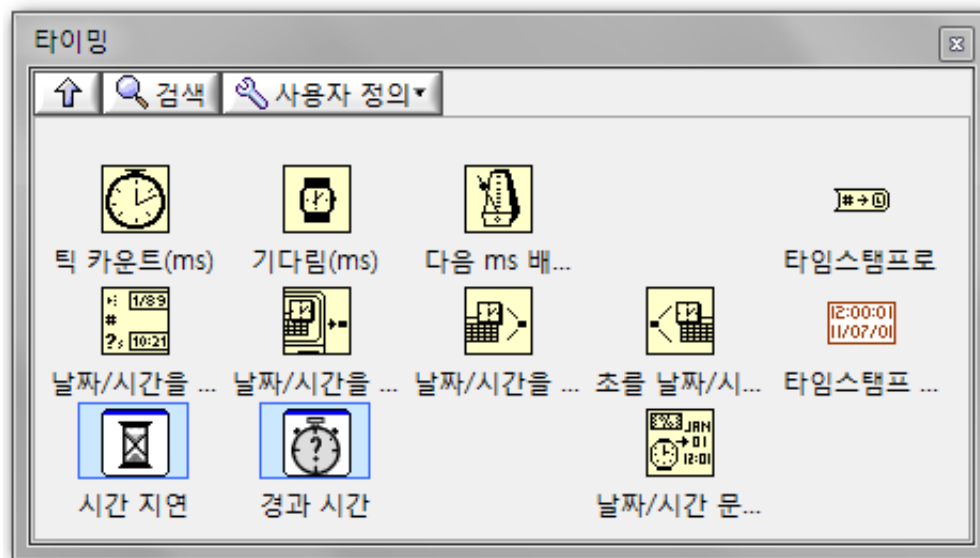 타이밍
검색 사용자 정의
#→
틱 카운트(ms) 기다림(ms) 다음 ms 배... 타임스탬프로
1/89
#
?: 10:21
12:00:01
11/07/01
날짜/시간을 ... 날짜/시간을 ... 날짜/시간을 ... 초를 날짜/시... 타임스탬프 ...
?
JAN
→01
12:01
시간 지연 경과 시간 날짜/시간 문...